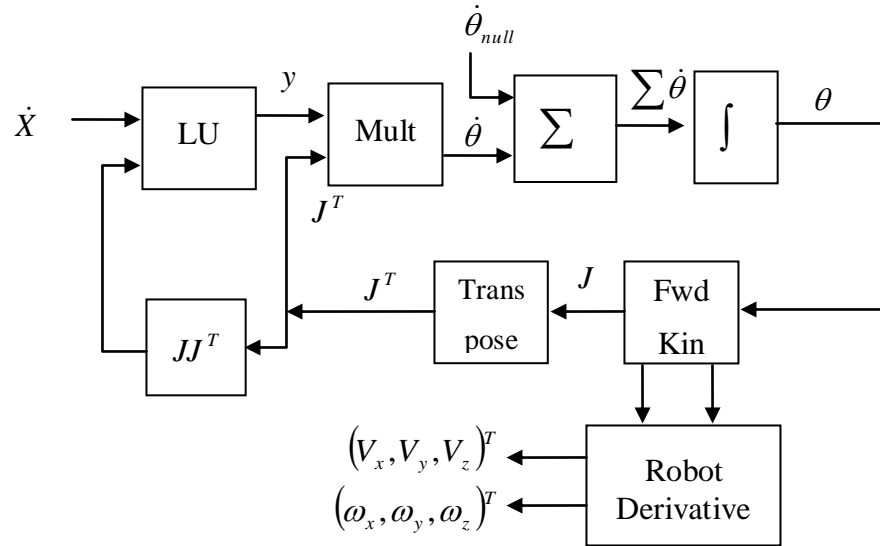 θ̇_null
Ẋ
LU
y
Mult
θ̇
J^T
∑
∑θ̇
∫
θ
JJ^T
J^T
Trans
pose
J
Fwd
Kin
(V_x, V_y, V_z)^T
(ω_x, ω_y, ω_z)^T
Robot
Derivative